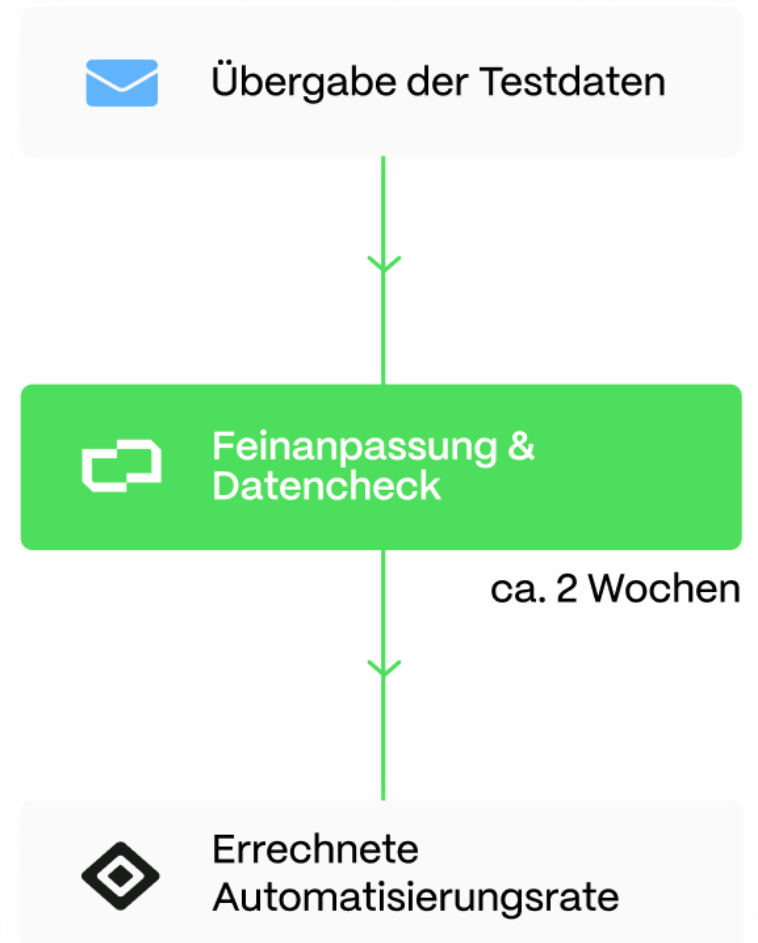 Übergabe der Testdaten
Feinanpassung &
Datencheck
ca. 2 Wochen
Errechnete
Automatisierungsrate